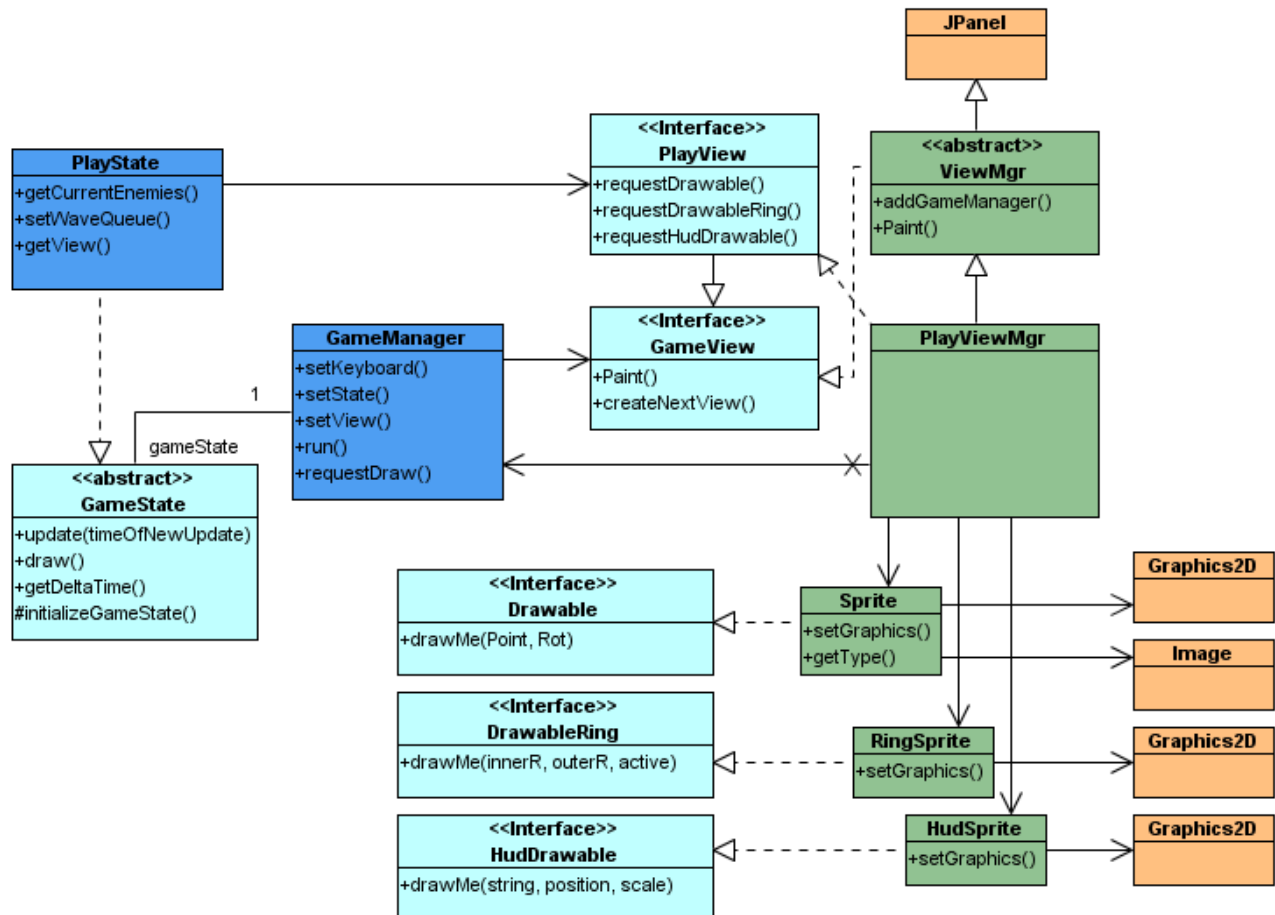 JPanel
<<Interface>>
PlayView
+requestDrawable()
+requestDrawableRing()
+requestHudDrawable()
<<abstract>>
ViewMgr
+addGameManager()
+Paint()
PlayState
+getCurrentEnemies()
+setWaveQueue()
+getView()
<<Interface>>
GameView
+Paint()
+createNextView()
GameManager
+setKeyboard()
+setState()
+setView()
+run()
+requestDraw()
PlayViewMgr
1
gameState
<<abstract>>
GameState
+update(timeOfNewUpdate)
+draw()
+getDeltaTime()
#initializeGameState()
<<Interface>>
Drawable
+drawMe(Point, Rot)
Sprite
+setGraphics()
+getType()
Graphics2D
Image
<<Interface>>
DrawableRing
+drawMe(innerR, outerR, active)
RingSprite
+setGraphics()
Graphics2D
<<Interface>>
HudDrawable
+drawMe(string, position, scale)
HudSprite
+setGraphics()
Graphics2D